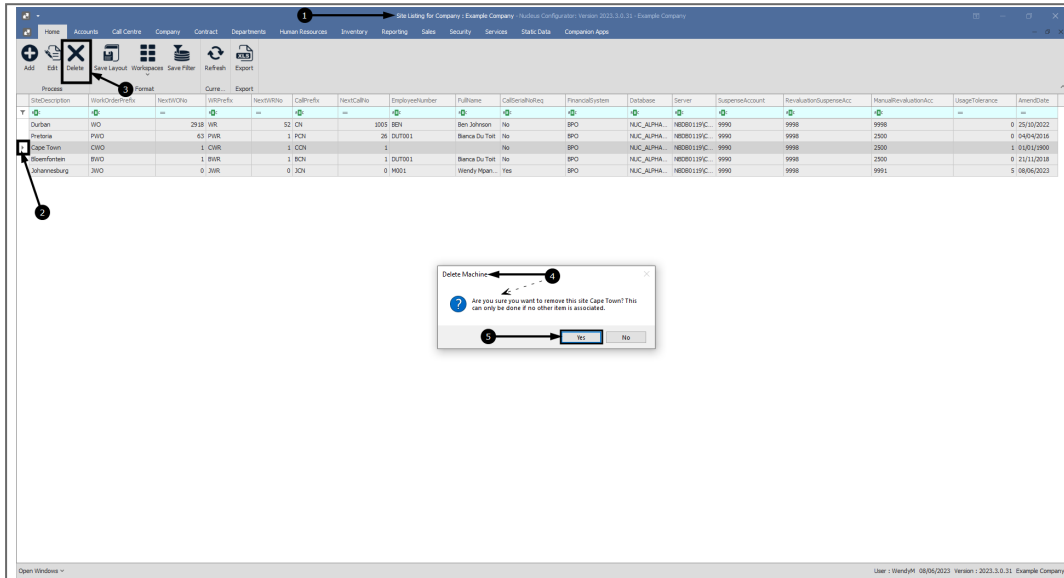 1
Site Listing for Company : Example Company - Nucleus Configurator: Version 2023.3.0.31 - Example Company
Home Accounts Call Centre Company Contract Departments Human Resources Inventory Reporting Sales Security Services Static Data Companion Apps
Add Edit Delete Save Layout Workspaces Save Filter Refresh Export
XLS
3
Process Format Curre... Export
SiteDescription WorkOrderPrefix NextWONo WRPrefix NextWRNo CallPrefix NextCallNo EmployeeNumber FullName CallSerialNoReq FinancialSystem Database Server SuspenseAccount RevaluationSuspenseAcc ManualRevaluationAcc UsageTolerance AmendDate
Durban WO 2918 WR 52 CN 1005 BEN Ben Johnson No BPO NUC_ALPHA... NBDB0119\C... 9990 9998 9998 0 25/10/2022
Pretoria PWO 63 PWR 1 PCN 26 DUT001 Bianca Du Toit No BPO NUC_ALPHA... NBDB0119\C... 9990 9998 2500 0 04/04/2016
Cape Town CWO 1 CWR 1 CCN 1 No BPO NUC_ALPHA... NBDB0119\C... 9990 9998 2500 1 01/01/1900
Bloemfontein BWO 1 BWR 1 BCN 1 DUT001 Bianca Du Toit No BPO NUC_ALPHA... NBDB0119\C... 9990 9998 2500 0 21/11/2018
Johannesburg JWO 0 JWR 0 JCN 0 M001 Wendy Mpan... Yes BPO NUC_ALPHA... NBDB0119\C... 9990 9998 9991 5 08/06/2023
2
Delete Machine
4
Are you sure you want to remove this site Cape Town? This
can only be done if no other item is associated.
5
Yes No
Open Windows User : WendyM 08/06/2023 Version : 2023.3.0.31 Example Company